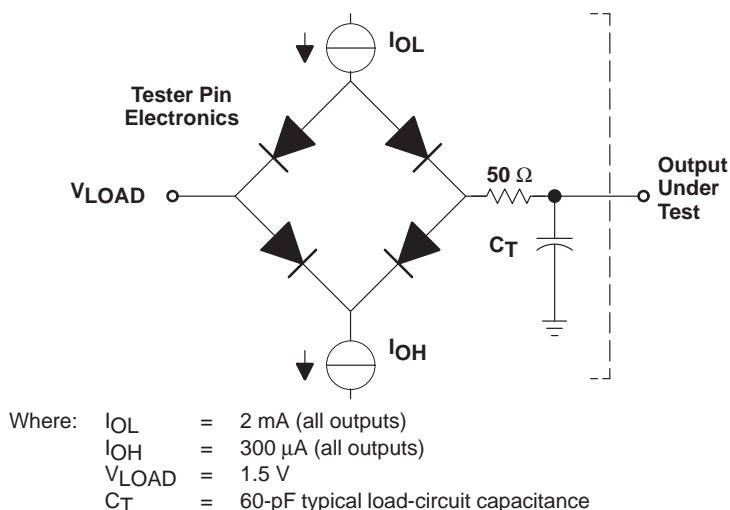 IOL
Tester Pin
Electronics
VLOAD
50 Ω
Output
Under
Test
CT
IOH
Where: IOL = 2 mA (all outputs)
IOH = 300 μA (all outputs)
VLOAD = 1.5 V
CT = 60-pF typical load-circuit capacitance